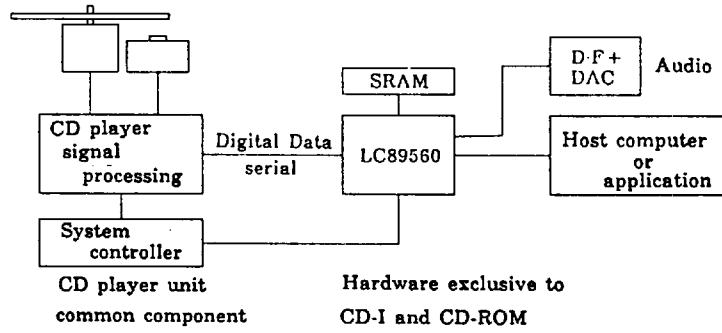 D·F+
DAC
Audio
SRAM
CD player
signal
processing
Digital Data
serial
LC89560
Host computer
or
application
System
controller
CD player unit
common component
Hardware exclusive to
CD-I and CD-ROM